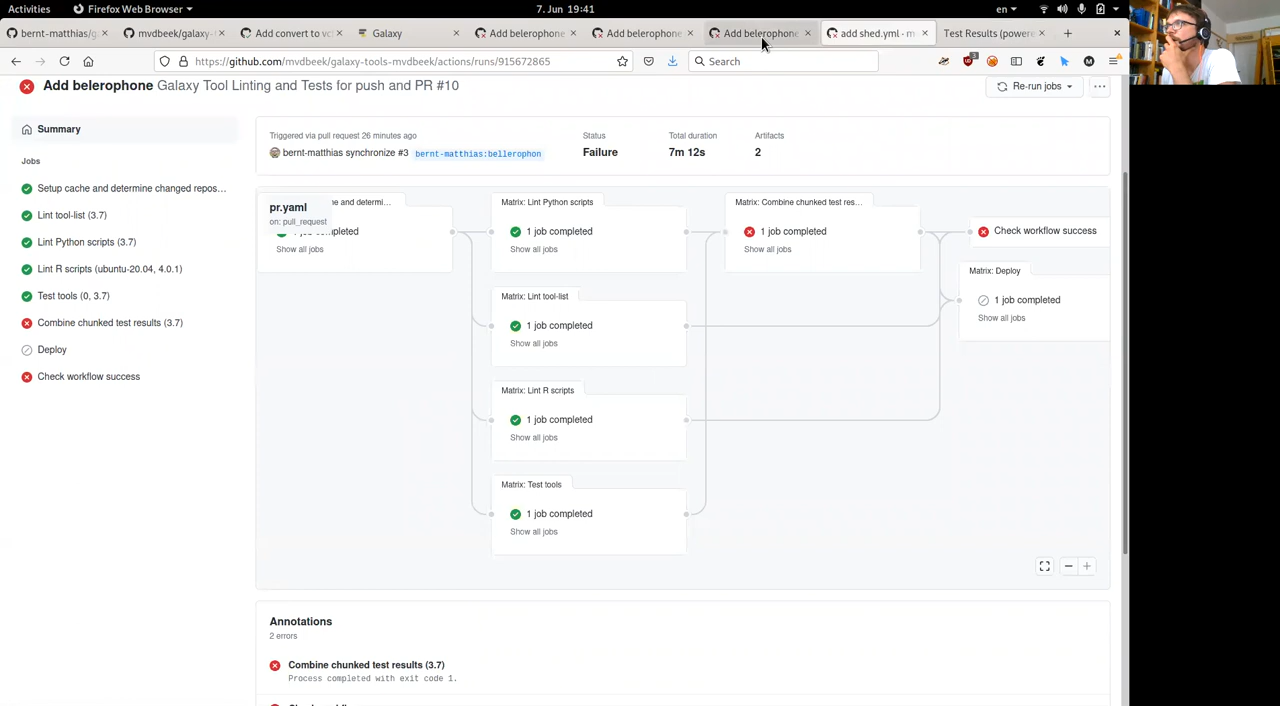 Activities
Firefox Web Browser
7. Jun 19:41
en
bernt-matthias/g
mvdbeek/galaxy-
Add convert to vc
Galaxy
Add belerophone
Add belerophone
Add belerophone
add shed.yml · m
Test Results (powere
https://github.com/mvdbeek/galaxy-tools-mvdbeek/actions/runs/915672865
Search
Add belerophone Galaxy Tool Linting and Tests for push and PR #10
Re-run jobs
Summary
Jobs
Setup cache and determine changed repos...
Lint tool-list (3.7)
Lint Python scripts (3.7)
Lint R scripts (ubuntu-20.04, 4.0.1)
Test tools (0, 3.7)
Combine chunked test results (3.7)
Deploy
Check workflow success
Triggered via pull request 26 minutes ago
bernt-matthias synchronize #3 bernt-matthias:bellerophon
Status
Failure
Total duration
7m 12s
Artifacts
2
pr.yaml
on: pull_request
Show all jobs
Matrix: Lint Python scripts
1 job completed
Show all jobs
Matrix: Combine chunked test res...
1 job completed
Show all jobs
Check workflow success
Matrix: Deploy
1 job completed
Show all jobs
Matrix: Lint tool-list
1 job completed
Show all jobs
Matrix: Lint R scripts
1 job completed
Show all jobs
Matrix: Test tools
1 job completed
Show all jobs
Annotations
2 errors
Combine chunked test results (3.7)
Process completed with exit code 1.